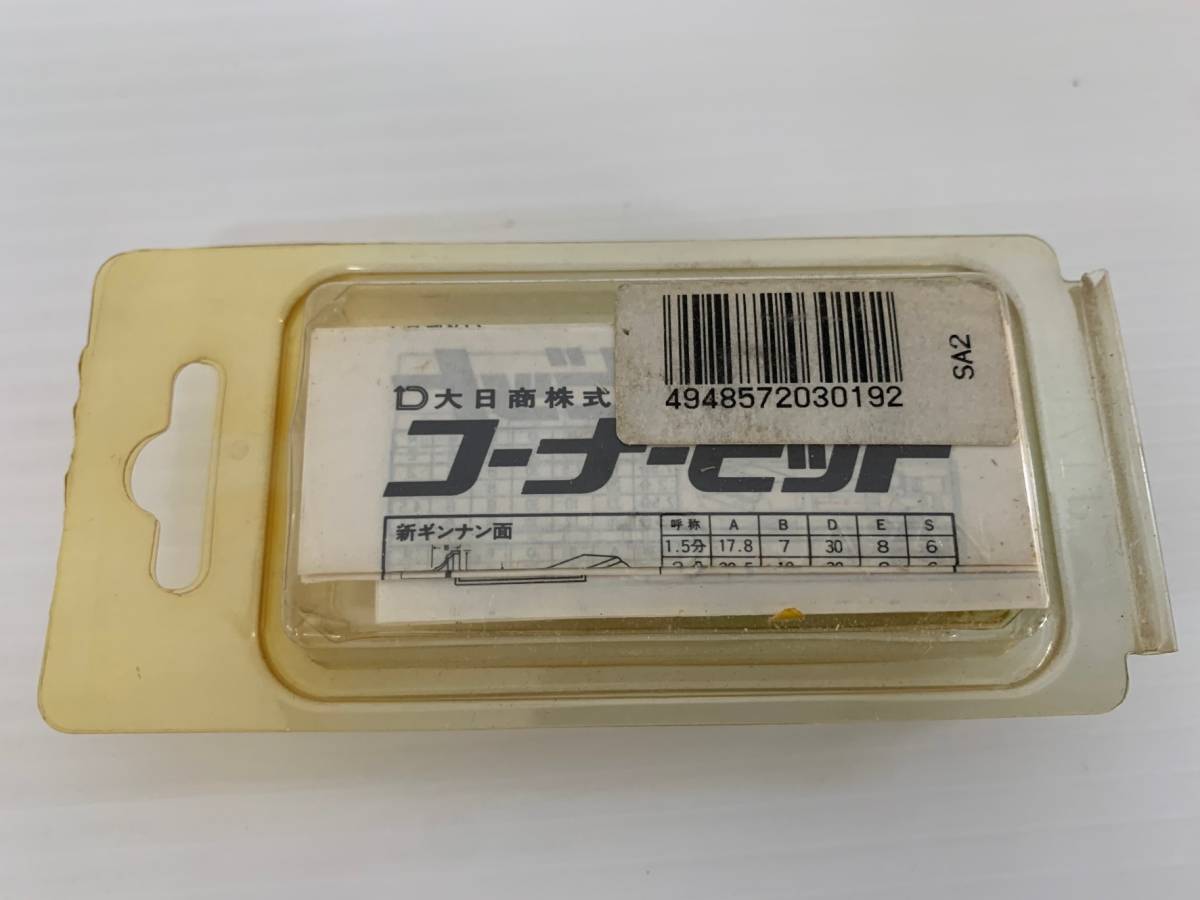 大日商株式
4948572030192
SA2
コーナービット
新ギンナン面
呼称 A B D E S
1.5分 17.8 7 30 8 6